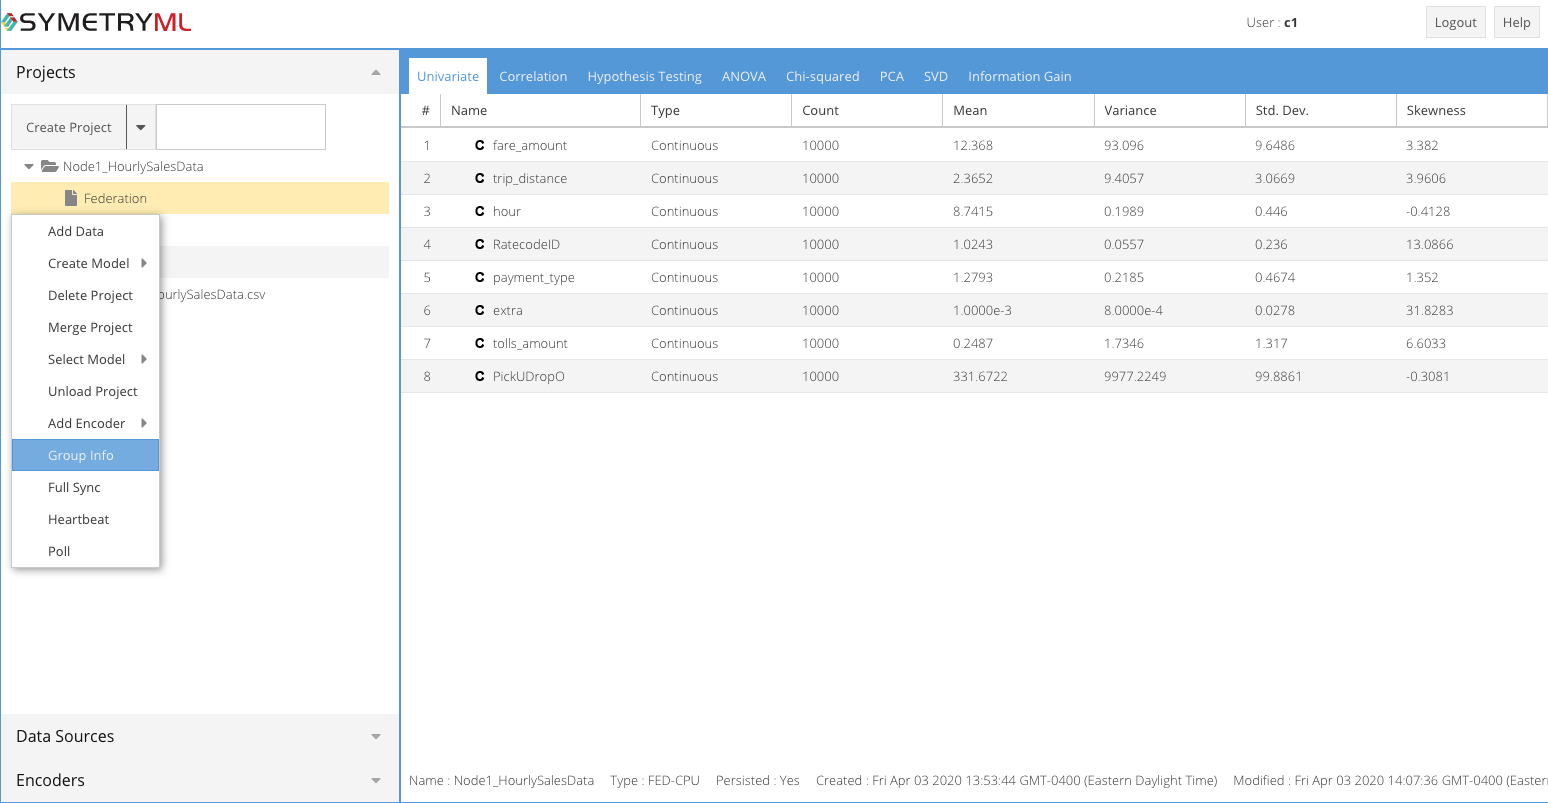 SYMETRYML
User : c1 Logout Help
Projects
Create Project
Node1_HourlySalesData
Federation
Add Data
Create Model
Delete Project
ourlySalesData.csv
Merge Project
Select Model
Unload Project
Add Encoder
Group Info
Full Sync
Heartbeat
Poll
Data Sources
Encoders
Univariate Correlation Hypothesis Testing ANOVA Chi-squared PCA SVD Information Gain
# Name Type Count Mean Variance Std. Dev. Skewness
1 C fare_amount Continuous 10000 12.368 93.096 9.6486 3.382
2 C trip_distance Continuous 10000 2.3652 9.4057 3.0669 3.9606
3 C hour Continuous 10000 8.7415 0.1989 0.446 -0.4128
4 C RatecodeID Continuous 10000 1.0243 0.0557 0.236 13.0866
5 C payment_type Continuous 10000 1.2793 0.2185 0.4674 1.352
6 C extra Continuous 10000 1.0000e-3 8.0000e-4 0.0278 31.8283
7 C tolls_amount Continuous 10000 0.2487 1.7346 1.317 6.6033
8 C PickUDropO Continuous 10000 331.6722 9977.2249 99.8861 -0.3081
Name : Node1_HourlySalesData Type : FED-CPU Persisted : Yes Created : Fri Apr 03 2020 13:53:44 GMT-0400 (Eastern Daylight Time) Modified : Fri Apr 03 2020 14:07:36 GMT-0400 (Easter